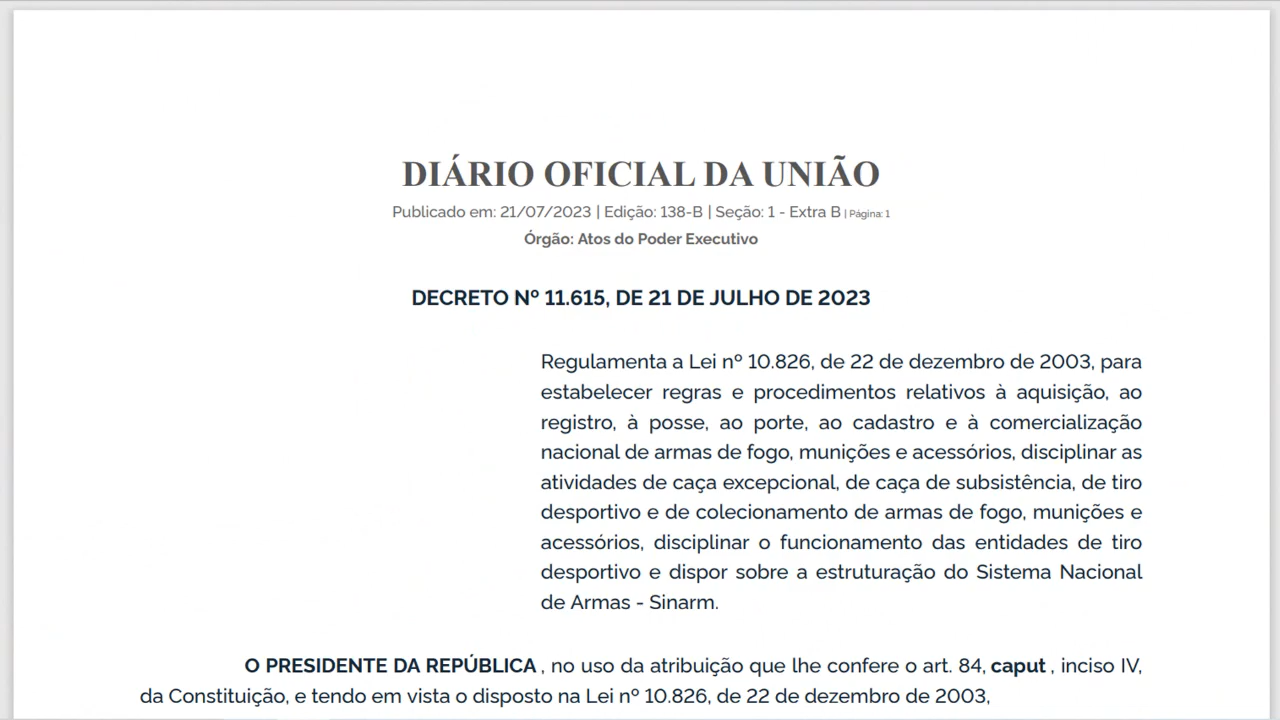 DIÁRIO OFICIAL DA UNIÃO
Publicado em: 21/07/2023 | Edição: 138-B | Seção: 1 - Extra B | Página: 1
Órgão: Atos do Poder Executivo
DECRETO Nº 11.615, DE 21 DE JULHO DE 2023
Regulamenta a Lei nº 10.826, de 22 de dezembro de 2003, para
estabelecer regras e procedimentos relativos à aquisição, ao
registro, à posse, ao porte, ao cadastro e à comercialização
nacional de armas de fogo, munições e acessórios, disciplinar as
atividades de caça excepcional, de caça de subsistência, de tiro
desportivo e de colecionamento de armas de fogo, munições e
acessórios, disciplinar o funcionamento das entidades de tiro
desportivo e dispor sobre a estruturação do Sistema Nacional
de Armas - Sinarm.
O PRESIDENTE DA REPÚBLICA , no uso da atribuição que lhe confere o art. 84, caput , inciso IV,
da Constituição, e tendo em vista o disposto na Lei nº 10.826, de 22 de dezembro de 2003,